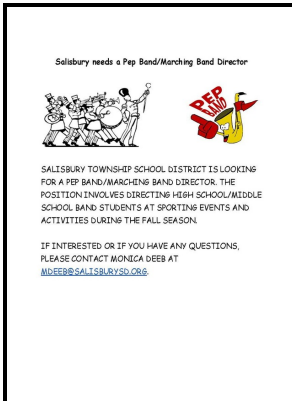 Salisbury needs a Pep Band/Marching Band Director
PEP
BAND
SALISBURY TOWNSHIP SCHOOL DISTRICT IS LOOKING
FOR A PEP BAND/MARCHING BAND DIRECTOR. THE
POSITION INVOLVES DIRECTING HIGH SCHOOL/MIDDLE
SCHOOL BAND STUDENTS AT SPORTING EVENTS AND
ACTIVITIES DURING THE FALL SEASON.
IF INTERESTED OR IF YOU HAVE ANY QUESTIONS,
PLEASE CONTACT MONICA DEEB AT
MDEEB@SALISBURYSD.ORG.